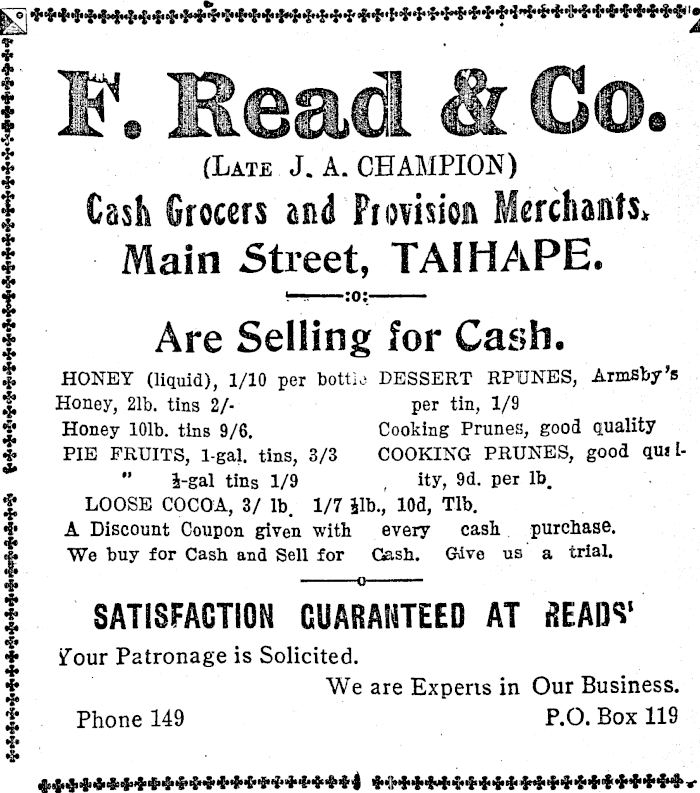 F. Read & Co.
(LATE J. A. CHAMPION)
Cash Grocers and Provision Merchants,
Main Street, TAIHAPE.
:o:
Are Selling for Cash.
HONEY (liquid), 1/10 per bottle
Honey, 2lb. tins 2/-
Honey 10lb. tins 9/6.
PIE FRUITS, 1-gal. tins, 3/3
" ½-gal tins 1/9
DESSERT RPUNES, Armsby's
per tin, 1/9
Cooking Prunes, good quality
COOKING PRUNES, good qual-
ity, 9d. per lb.
LOOSE COCOA, 3/ lb. 1/7 ½lb., 10d, Tlb.
A Discount Coupon given with every cash purchase.
We buy for Cash and Sell for Cash. Give us a trial.
o
SATISFACTION GUARANTEED AT READS'
Your Patronage is Solicited.
We are Experts in Our Business.
Phone 149
P.O. Box 119